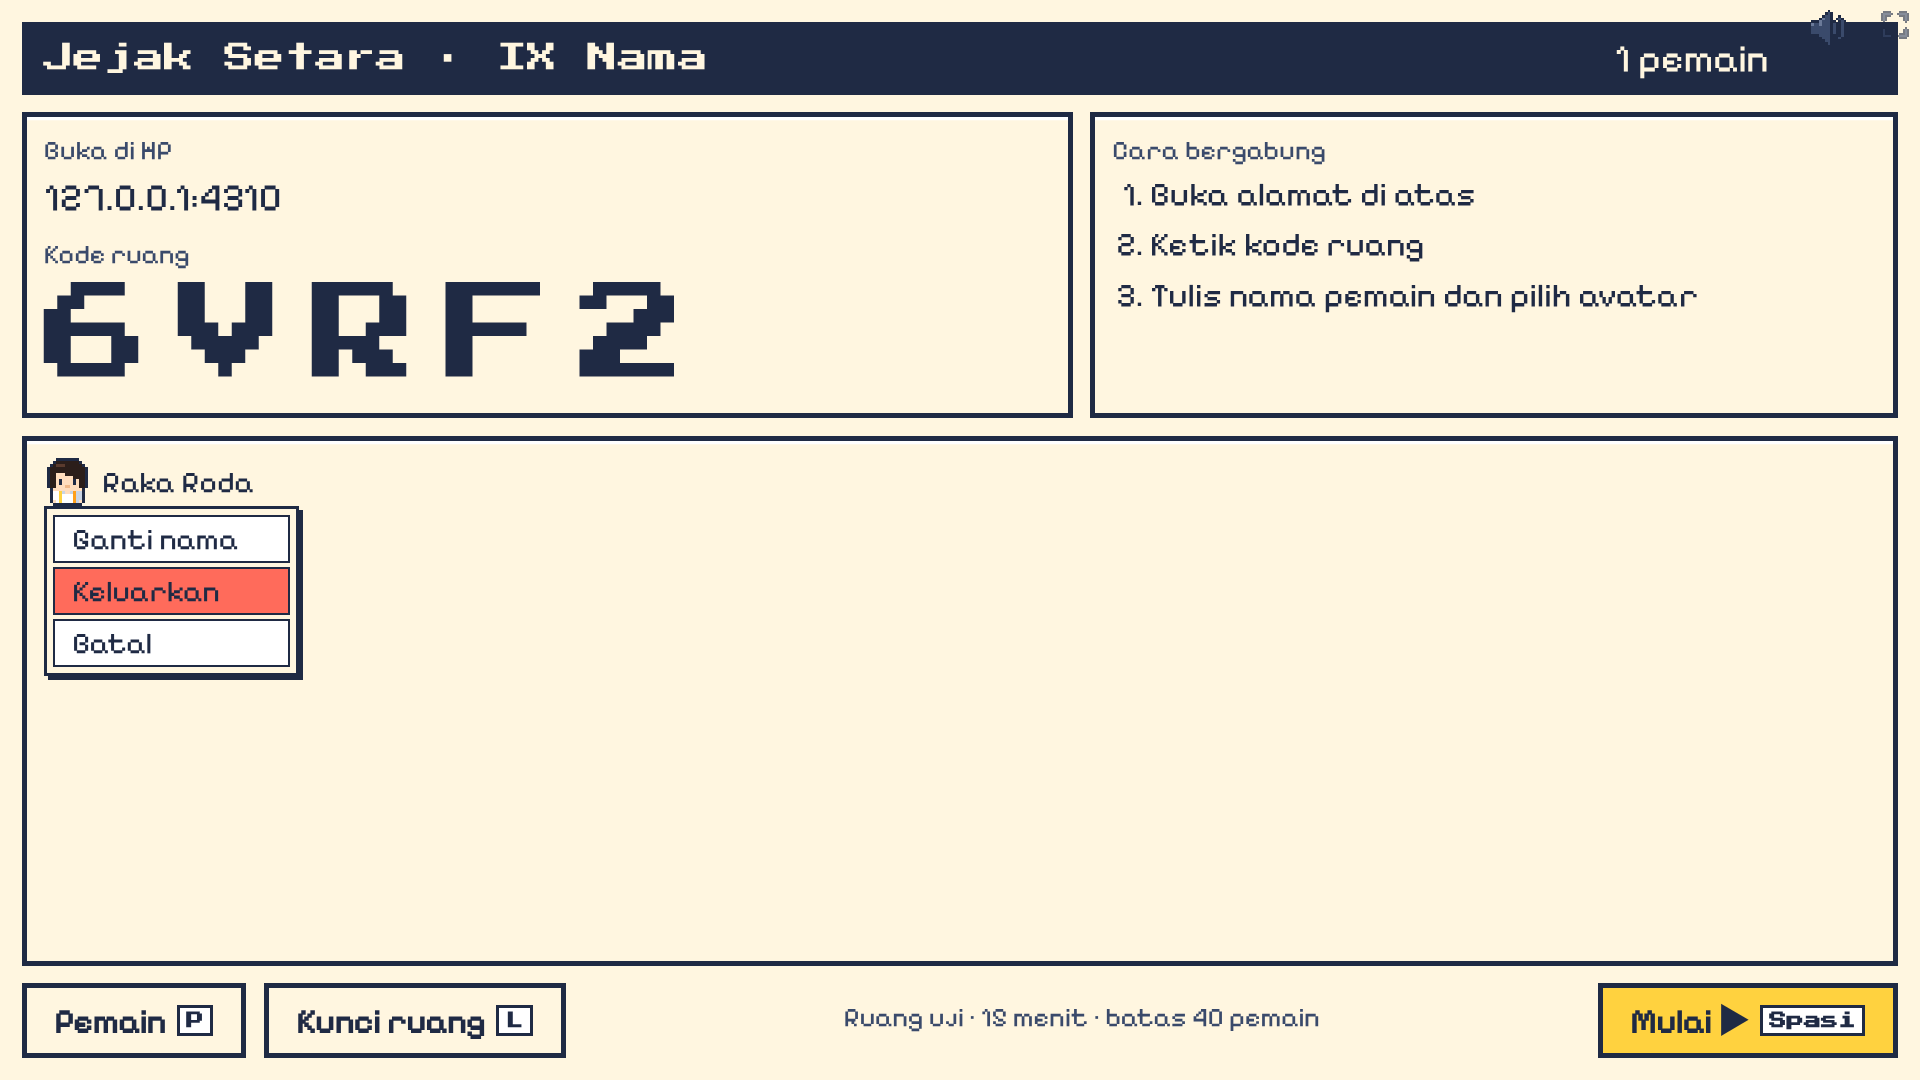 Jejak Setara · IX Nama
1 pemain
Buka di HP
127.0.0.1:4310
Kode ruang
6VRF2
Cara bergabung
1. Buka alamat di atas
2. Ketik kode ruang
3. Tulis nama pemain dan pilih avatar
Raka Roda
Ganti nama
Keluarkan
Batal
Pemain P
Kunci ruang L
Ruang uji · 18 menit · batas 40 pemain
Mulai ▶ Spasi